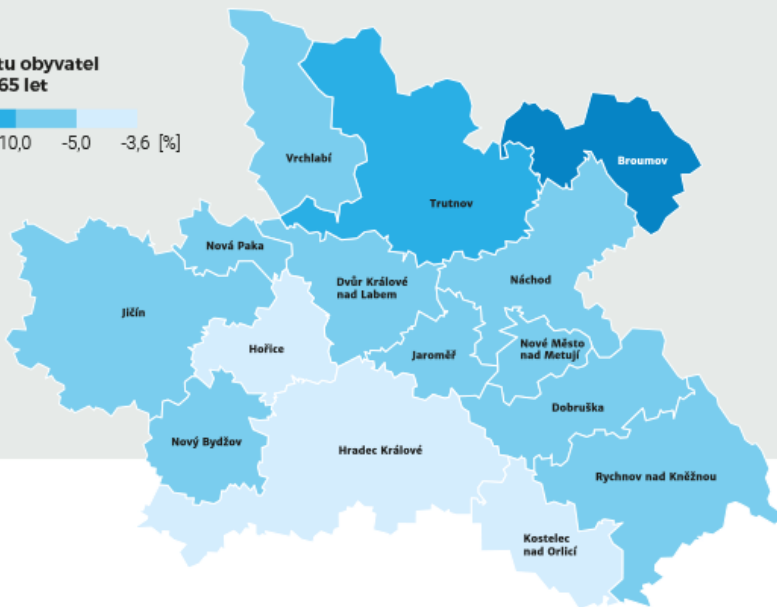 tu obyvatel
65 let
10,0 -5,0 -3,6 [%]
Vrchlabí
Broumov
Trutnov
Nová Paka
Dvůr Králové
nad Labem
Náchod
Jičín
Hořice
Jaroměř
Nové Město
nad Metují
Dobruška
Nový Bydžov
Hradec Králové
Rychnov nad Kněžnou
Kostelec
nad Orlicí